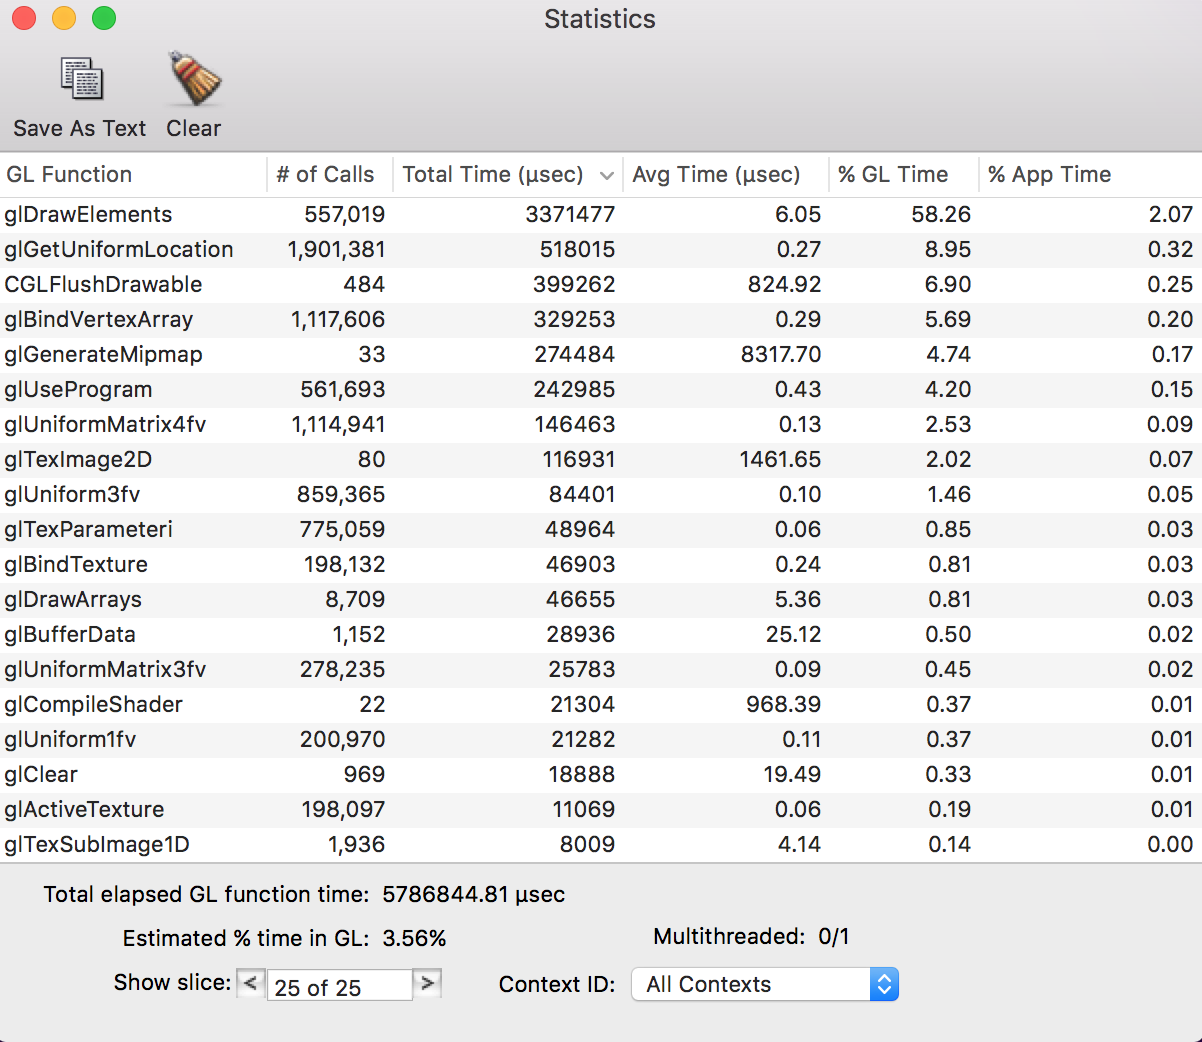 Statistics
Save As Text Clear
GL Function # of Calls Total Time (µsec) Avg Time (µsec) % GL Time % App Time
glDrawElements 557,019 3371477 6.05 58.26 2.07
glGetUniformLocation 1,901,381 518015 0.27 8.95 0.32
CGLFlushDrawable 484 399262 824.92 6.90 0.25
glBindVertexArray 1,117,606 329253 0.29 5.69 0.20
glGenerateMipmap 33 274484 8317.70 4.74 0.17
glUseProgram 561,693 242985 0.43 4.20 0.15
glUniformMatrix4fv 1,114,941 146463 0.13 2.53 0.09
glTexImage2D 80 116931 1461.65 2.02 0.07
glUniform3fv 859,365 84401 0.10 1.46 0.05
glTexParameteri 775,059 48964 0.06 0.85 0.03
glBindTexture 198,132 46903 0.24 0.81 0.03
glDrawArrays 8,709 46655 5.36 0.81 0.03
glBufferData 1,152 28936 25.12 0.50 0.02
glUniformMatrix3fv 278,235 25783 0.09 0.45 0.02
glCompileShader 22 21304 968.39 0.37 0.01
glUniform1fv 200,970 21282 0.11 0.37 0.01
glClear 969 18888 19.49 0.33 0.01
glActiveTexture 198,097 11069 0.06 0.19 0.01
glTexSubImage1D 1,936 8009 4.14 0.14 0.00
Total elapsed GL function time: 5786844.81 µsec
Estimated % time in GL: 3.56% Multithreaded: 0/1
Show slice: < 25 of 25 > Context ID: All Contexts